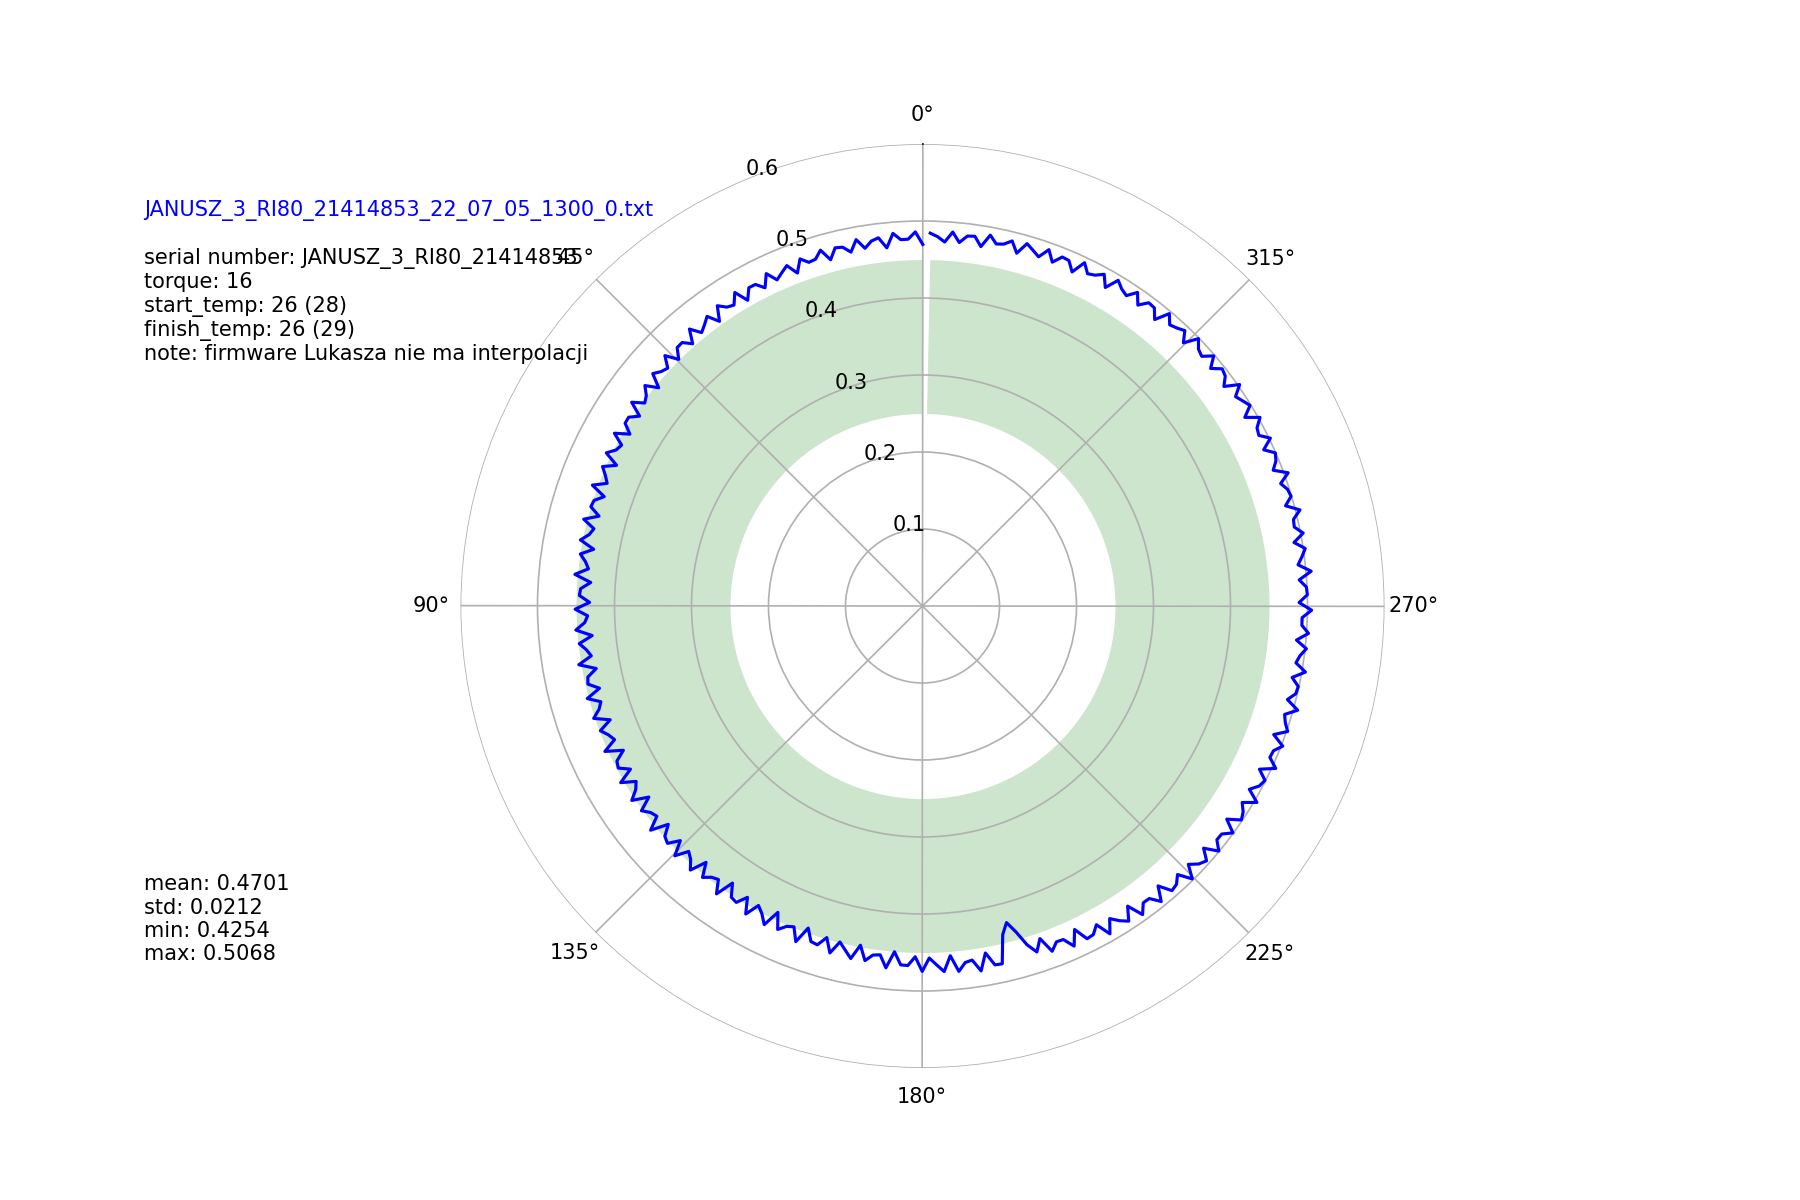 0°
0.6
JANUSZ_3_RI80_21414853_22_07_05_1300_0.txt
0.5
serial number: JANUSZ_3_RI80_21414853
45°
315°
torque: 16
start_temp: 26 (28)
0.4
finish_temp: 26 (29)
note: firmware Lukasza nie ma interpolacji
0.3
0.2
0.1
90°
270°
mean: 0.4701
std: 0.0212
min: 0.4254
max: 0.5068
135°
225°
180°